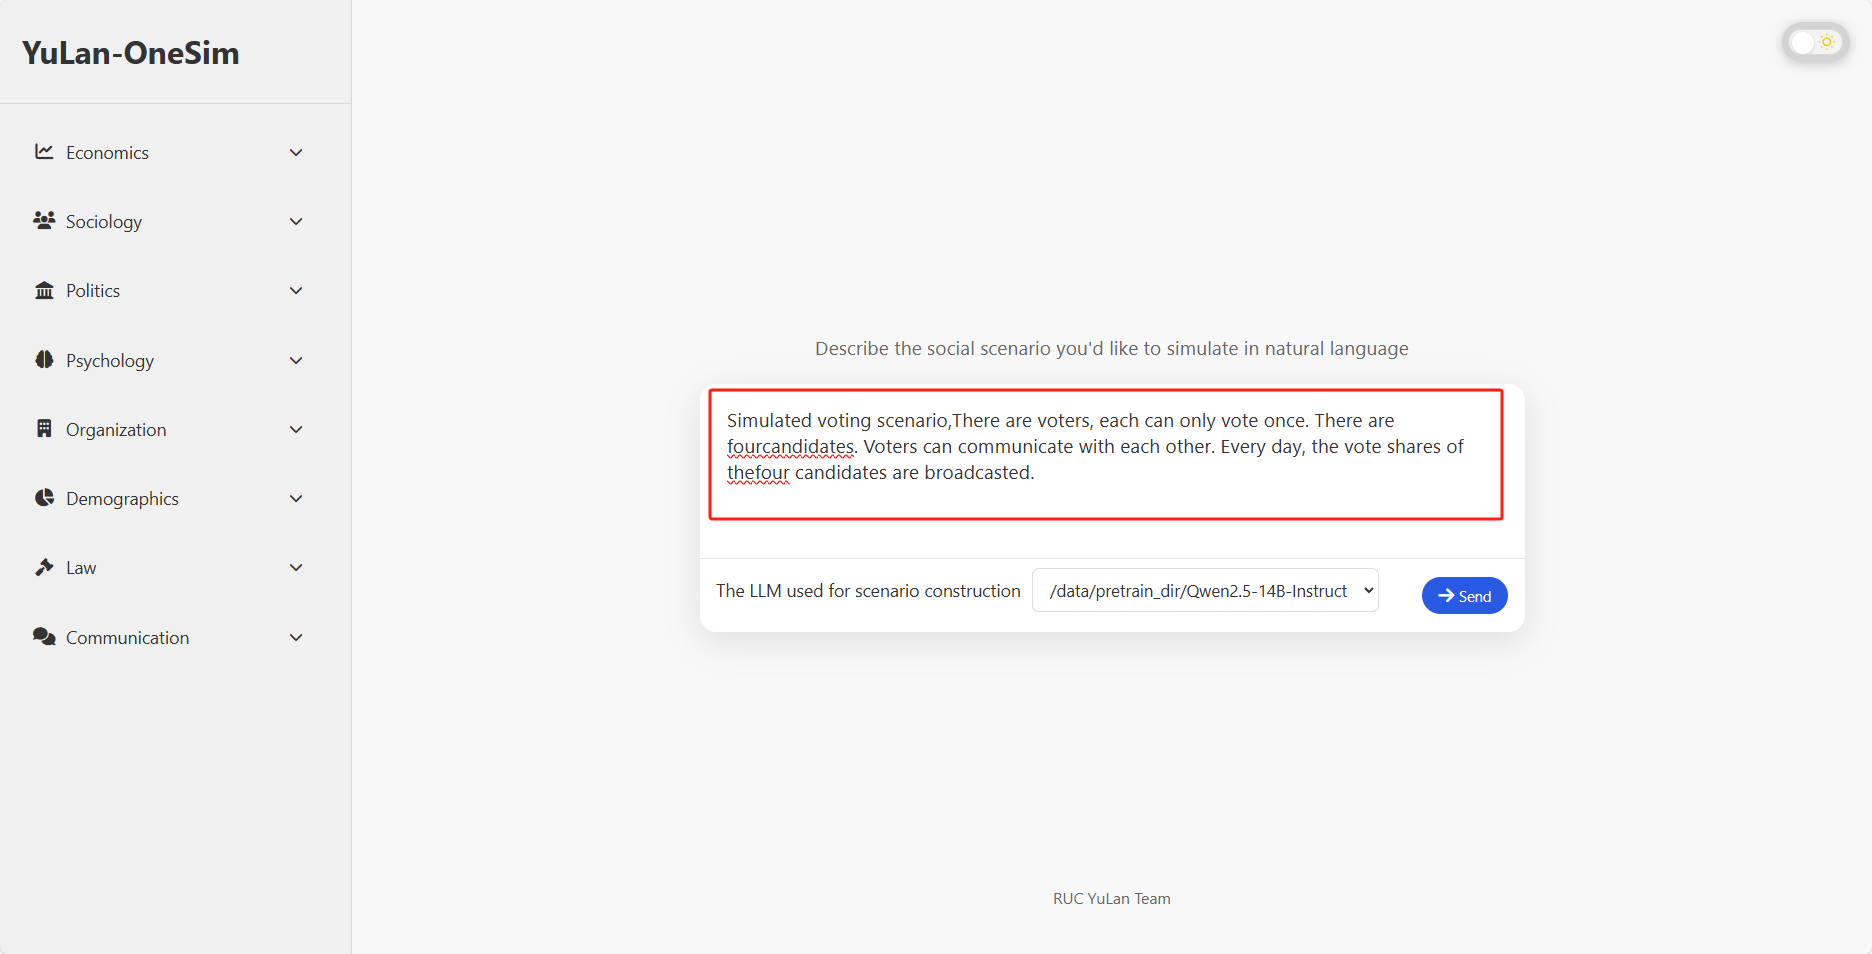 YuLan-OneSim
Economics
Sociology
Politics
Psychology
Organization
Demographics
Law
Communication
Describe the social scenario you'd like to simulate in natural language
Simulated voting scenario,There are voters, each can only vote once. There are
fourcandidates. Voters can communicate with each other. Every day, the vote shares of
thefour candidates are broadcasted.
The LLM used for scenario construction
/data/pretrain_dir/Qwen2.5-14B-Instruct
Send
RUC YuLan Team